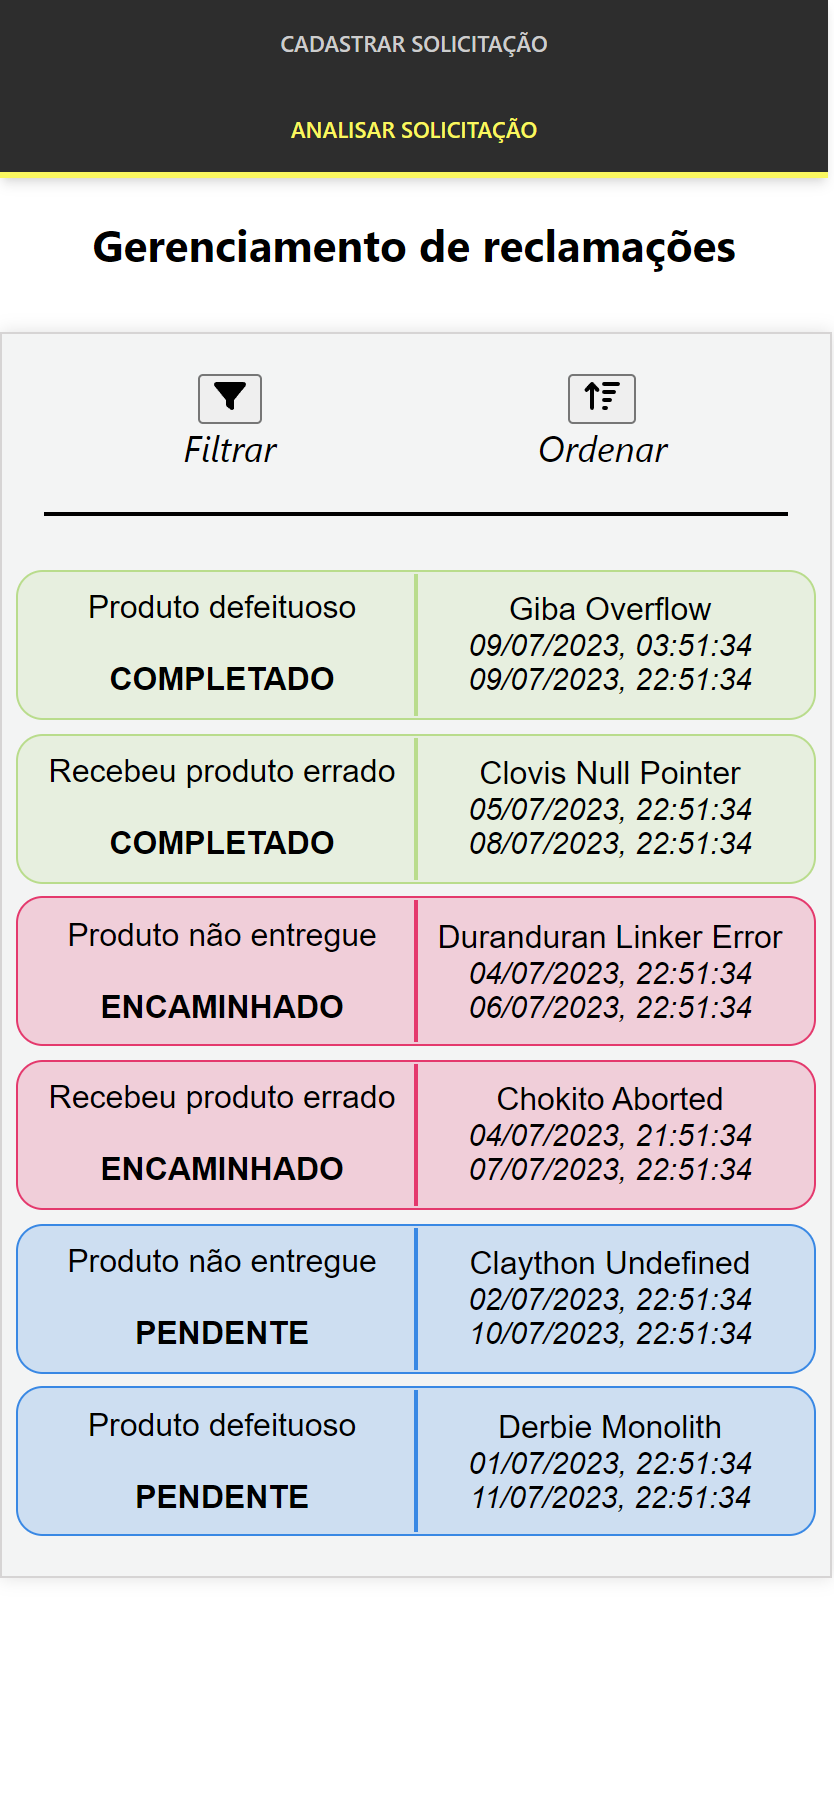 CADASTRAR SOLICITAÇÃO
ANALISAR SOLICITAÇÃO
Gerenciamento de reclamações
Filtrar
Ordenar
Produto defeituoso
COMPLETADO
Giba Overflow
09/07/2023, 03:51:34
09/07/2023, 22:51:34
Recebeu produto errado
COMPLETADO
Clovis Null Pointer
05/07/2023, 22:51:34
08/07/2023, 22:51:34
Produto não entregue
ENCAMINHADO
Duranduran Linker Error
04/07/2023, 22:51:34
06/07/2023, 22:51:34
Recebeu produto errado
ENCAMINHADO
Chokito Aborted
04/07/2023, 21:51:34
07/07/2023, 22:51:34
Produto não entregue
PENDENTE
Claython Undefined
02/07/2023, 22:51:34
10/07/2023, 22:51:34
Produto defeituoso
PENDENTE
Derbie Monolith
01/07/2023, 22:51:34
11/07/2023, 22:51:34